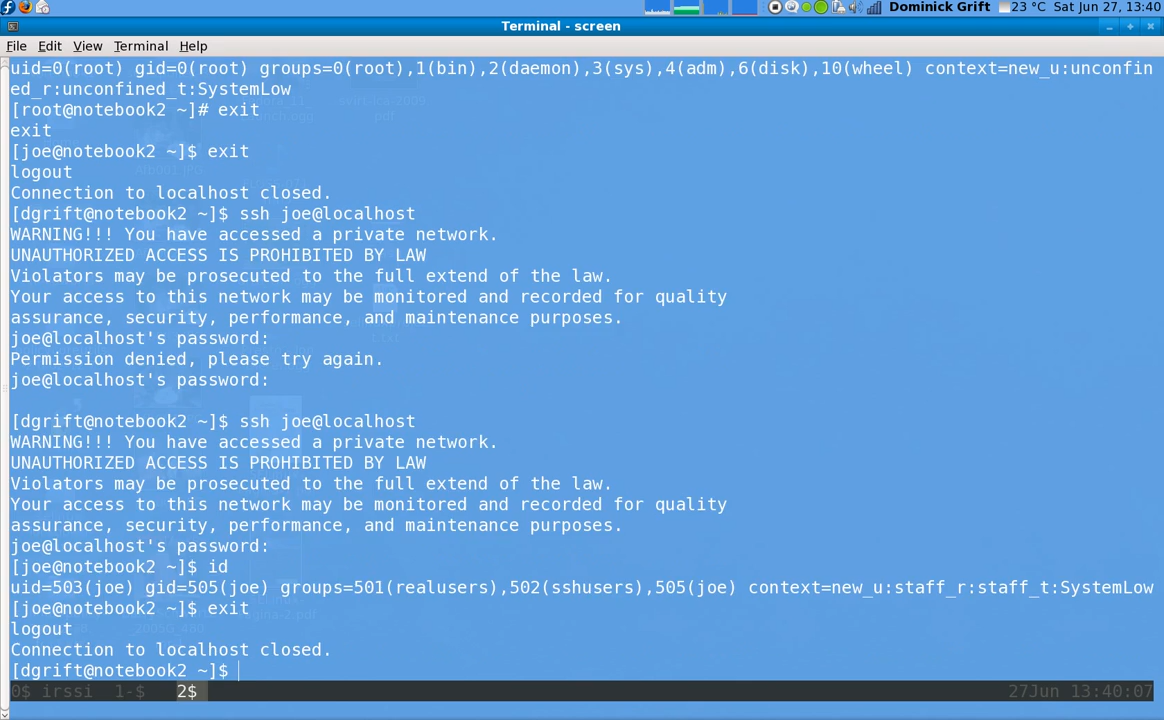 Dominick Grift 23 °C Sat Jun 27, 13:40
Terminal - screen
File Edit View Terminal Help
uid=0(root) gid=0(root) groups=0(root),1(bin),2(daemon),3(sys),4(adm),6(disk),10(wheel) context=new_u:unconfin
ed_r:unconfined_t:SystemLow
[root@notebook2 ~]# exit
exit
[joe@notebook2 ~]$ exit
logout
Connection to localhost closed.
[dgrift@notebook2 ~]$ ssh joe@localhost
WARNING!!! You have accessed a private network.
UNAUTHORIZED ACCESS IS PROHIBITED BY LAW
Violators may be prosecuted to the full extend of the law.
Your access to this network may be monitored and recorded for quality
assurance, security, performance, and maintenance purposes.
joe@localhost's password:
Permission denied, please try again.
joe@localhost's password:
[dgrift@notebook2 ~]$ ssh joe@localhost
WARNING!!! You have accessed a private network.
UNAUTHORIZED ACCESS IS PROHIBITED BY LAW
Violators may be prosecuted to the full extend of the law.
Your access to this network may be monitored and recorded for quality
assurance, security, performance, and maintenance purposes.
joe@localhost's password:
[joe@notebook2 ~]$ id
uid=503(joe) gid=505(joe) groups=501(realusers),502(sshusers),505(joe) context=new_u:staff_r:staff_t:SystemLow
[joe@notebook2 ~]$ exit
logout
Connection to localhost closed.
[dgrift@notebook2 ~]$
0$ irssi 1-$ 2$ 27Jun 13:40:07